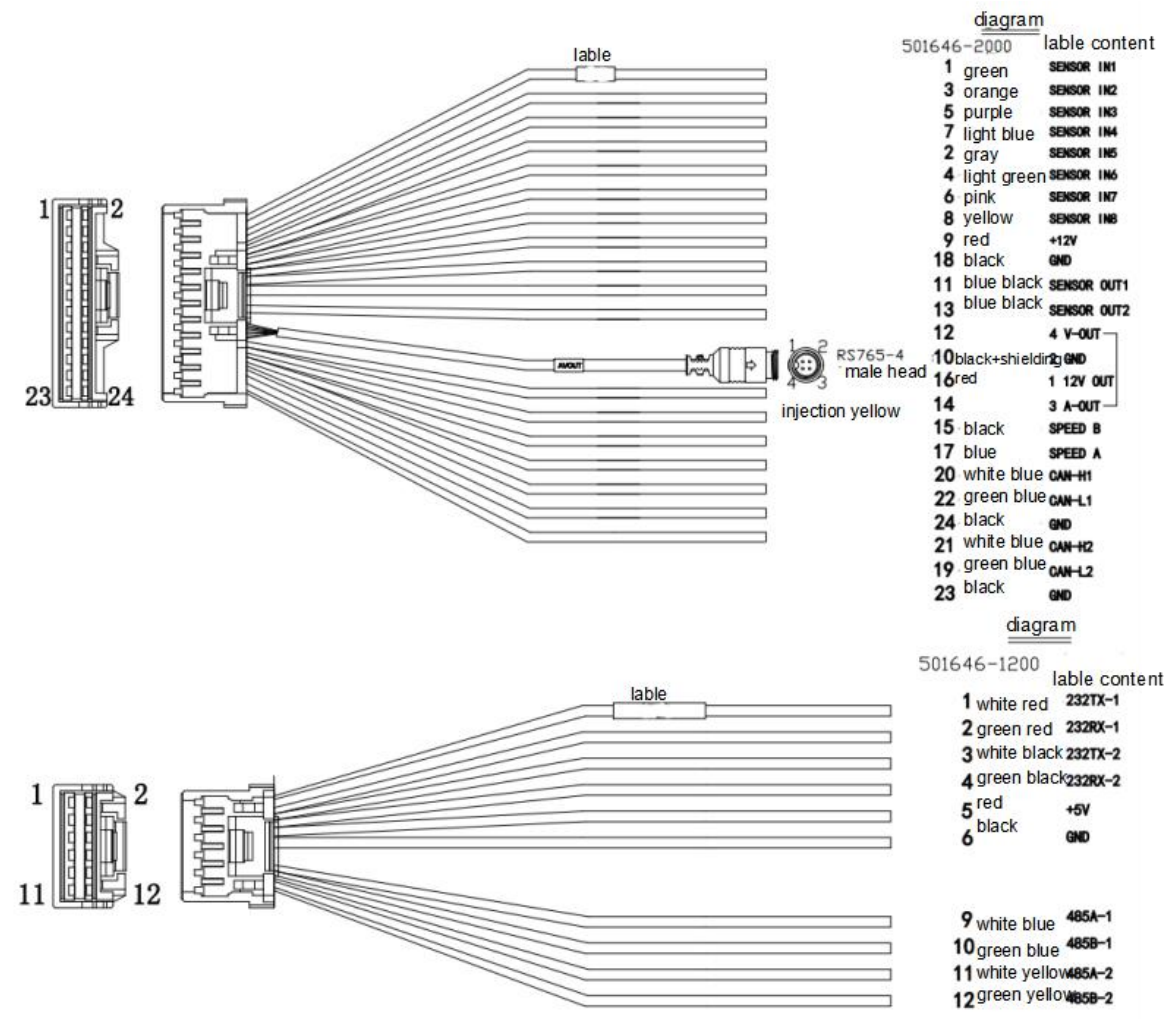 diagram
501646-2000 lable content
lable
1 green SENSOR IN1
3 orange SENSOR IN2
5 purple SENSOR IN3
7 light blue SENSOR IN4
2 gray SENSOR IN5
4 light green SENSOR IN6
6 pink SENSOR IN7
8 yellow SENSOR IN8
9 red +12V
18 black GND
11 blue black SENSOR OUT1
13 blue black SENSOR OUT2
12 4 V-OUT
10 black+shielding 2 GND
16 red 1 12V OUT
14 3 A-OUT
15 black SPEED B
17 blue SPEED A
20 white blue CAN-H1
22 green blue CAN-L1
24 black GND
21 white blue CAN-H2
19 green blue CAN-L2
23 black GND
1 2
23 24
AVOUT
1 2
4 3
RS765-4
male head
injection yellow
diagram
501646-1200
lable content
lable
1 white red 232TX-1
2 green red 232RX-1
3 white black 232TX-2
4 green black 232RX-2
5 red +5V
6 black GND
9 white blue 485A-1
10 green blue 485B-1
11 white yellow 485A-2
12 green yellow 485B-2
1 2
11 12